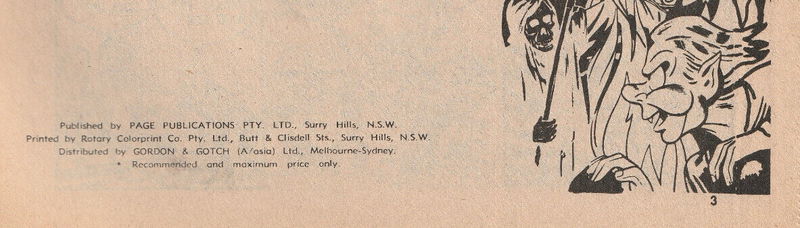 Published by PAGE PUBLICATIONS PTY. LTD., Surry Hills, N.S.W.
Printed by Rotary Colorprint Co. Pty. Ltd., Butt & Clisdell Sts., Surry Hills, N.S.W.
Distributed by GORDON & GOTCH (A/asia) Ltd., Melbourne-Sydney.
* Recommended and maximum price only.
3